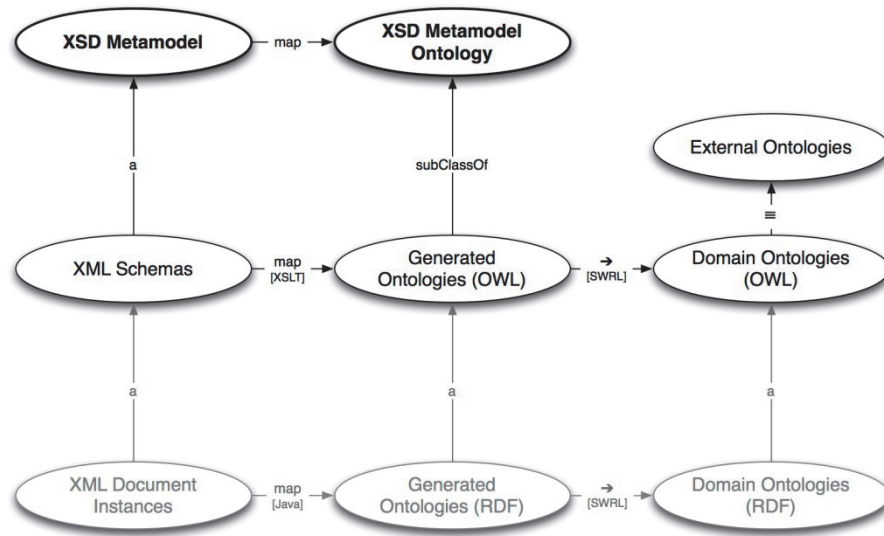 XSD Metamodel
map
XSD Metamodel
Ontology
a
subClassOf
External Ontologies
≡
XML Schemas
map
[XSLT]
Generated
Ontologies (OWL)
➔
[SWRL]
Domain Ontologies
(OWL)
a
a
a
XML Document
Instances
map
[Java]
Generated
Ontologies (RDF)
➔
[SWRL]
Domain Ontologies
(RDF)